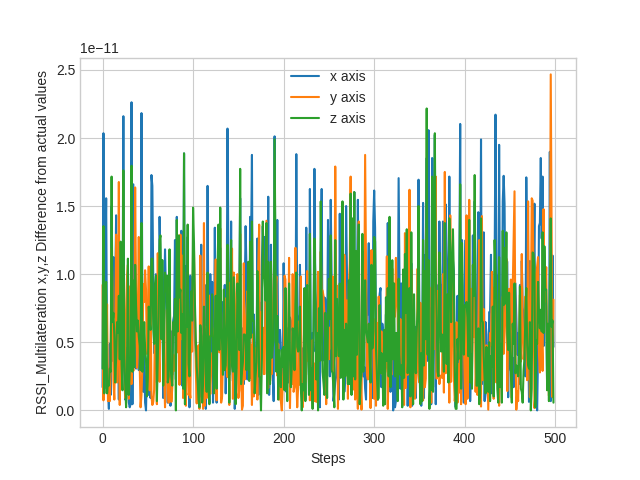 1e−11
2.5
2.0
1.5
1.0
0.5
0.0
RSSI_Multilateration x,y,z Difference from actual values
x axis
y axis
z axis
0 100 200 300 400 500
Steps